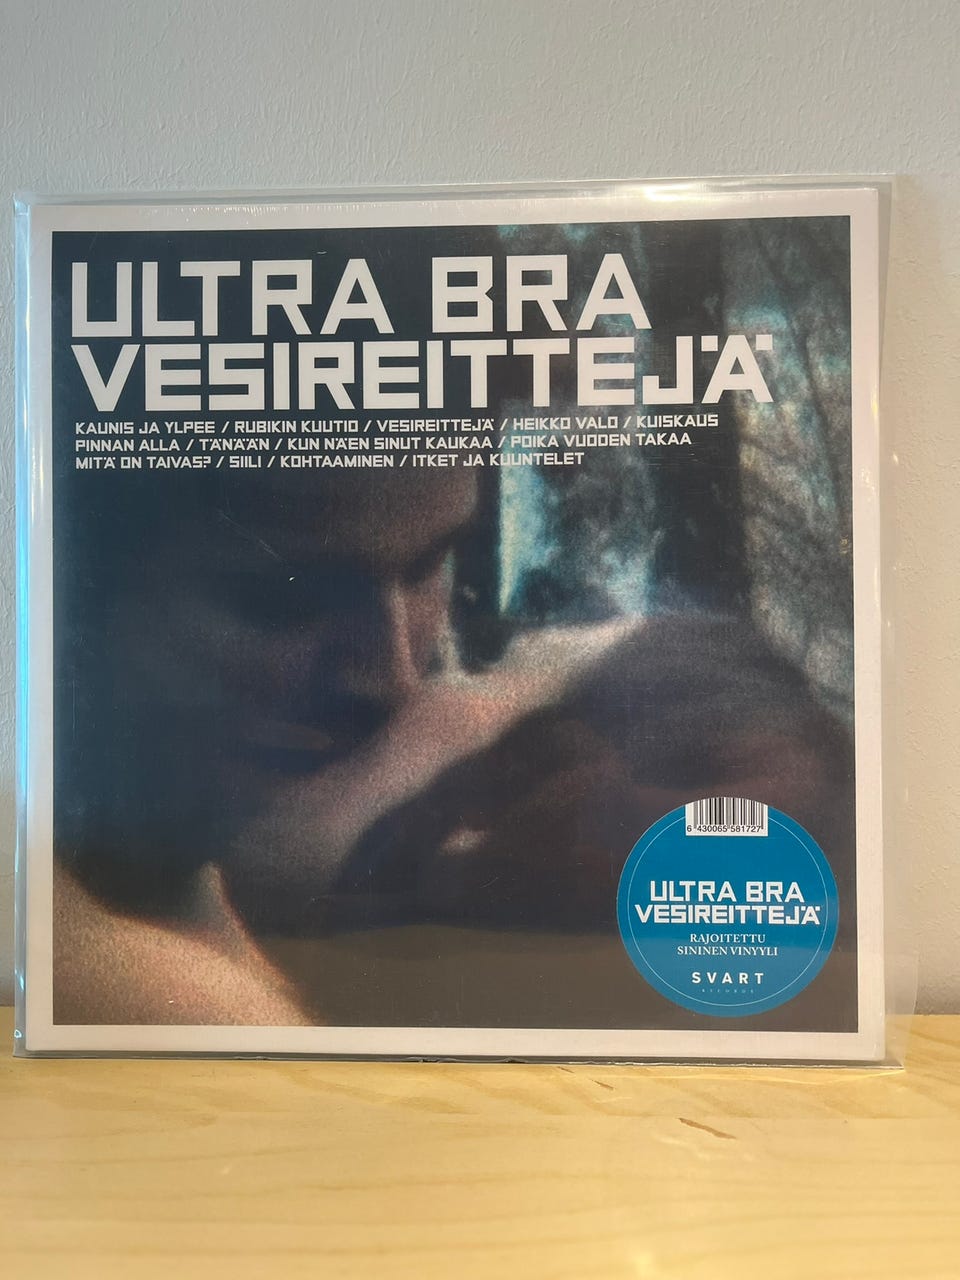 ULTRA BRA
VESIREITTEJÄ
KAUNIS JA YLPEE / RUBIKIN KUUTIO / VESIREITTEJÄ / HEIKKO VALO / KUISKAUS
PINNAN ALLA / TÄNÄÄN / KUN NÄEN SINUT KAUKAA / POIKA VUODEN TAKAA
MITÄ ON TAIVAS? / SIILI / KOHTAAMINEN / ITKET JA KUUNTELET
6 430065 581727
ULTRA BRA
VESIREITTEJÄ
RAJOITETTU
SININEN VINYYLI
SVART
RECORDS